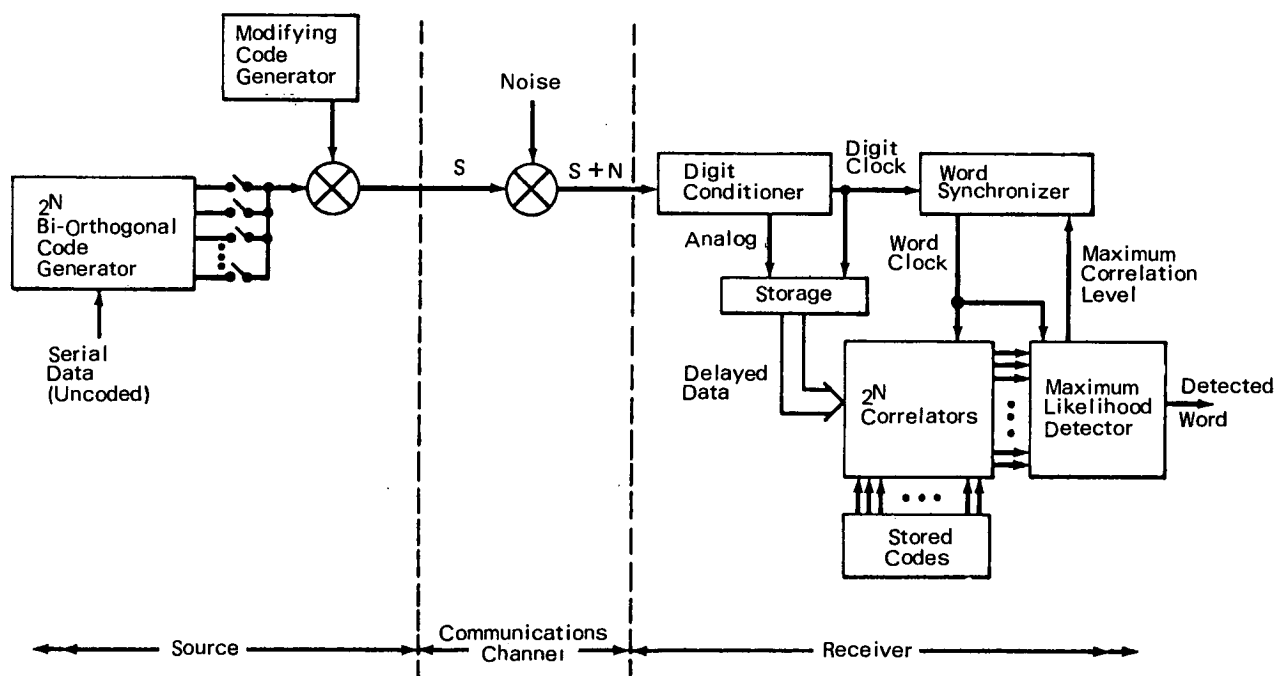 Modifying
Code
Generator
Noise
S
S + N
2N
Bi-Orthogonal
Code
Generator
Serial
Data
(Uncoded)
Digit
Conditioner
Digit
Clock
Word
Synchronizer
Analog
Word
Clock
Maximum
Correlation
Level
Storage
Delayed
Data
2N
Correlators
Maximum
Likelihood
Detector
Detected
Word
Stored
Codes
Source
Communications
Channel
Receiver